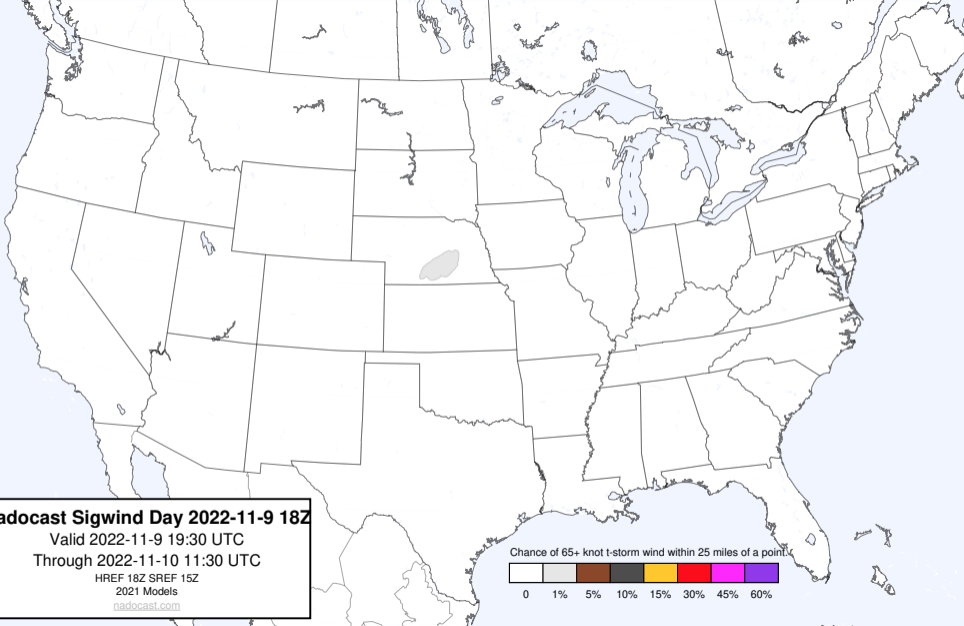 adocast Sigwind Day 2022-11-9 18Z
Valid 2022-11-9 19:30 UTC
Through 2022-11-10 11:30 UTC
HREF 18Z SREF 15Z
2021 Models
nadocast.com
Chance of 65+ knot t-storm wind within 25 miles of a point.
0 1% 5% 10% 15% 30% 45% 60%